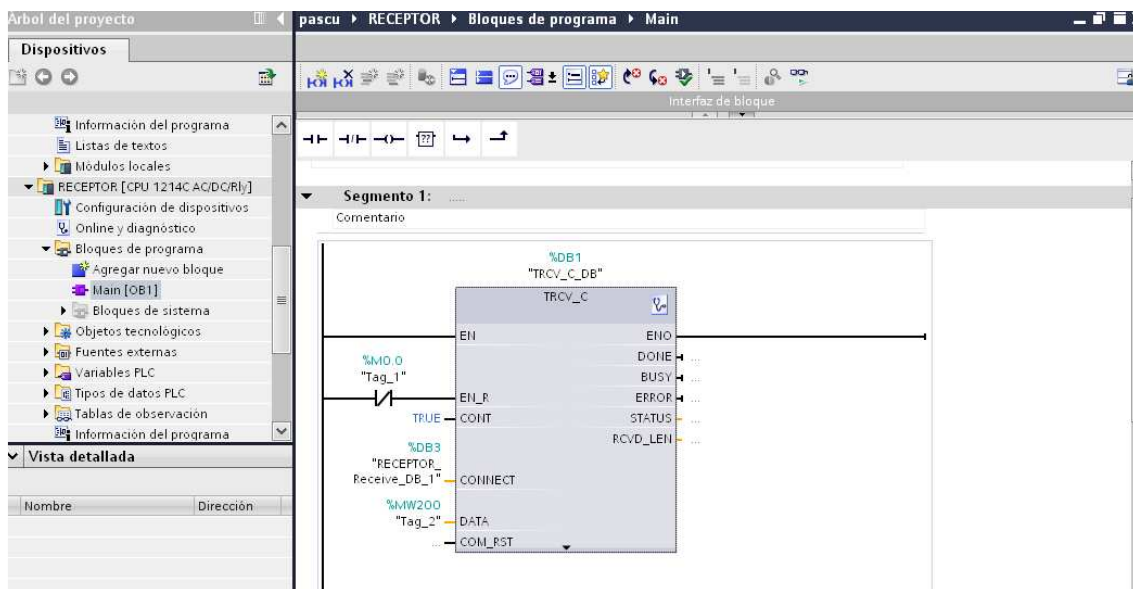 Árbol del proyecto
Dispositivos
Información del programa
Listas de textos
Módulos locales
RECEPTOR [CPU 1214C AC/DC/Rly]
Configuración de dispositivos
Online y diagnóstico
Bloques de programa
Agregar nuevo bloque
Main [OB1]
Bloques de sistema
Objetos tecnológicos
Fuentes externas
Variables PLC
Tipos de datos PLC
Tablas de observación
Información del programa
Vista detallada
Nombre Dirección
pascu RECEPTOR Bloques de programa Main
Interfaz de bloque
??
Segmento 1: .....
Comentario
%DB1
"TRCV_C_DB"
TRCV_C
EN ENO
DONE ...
BUSY ...
%M0.0
"Tag_1"
EN_R ERROR ...
TRUE CONT STATUS ...
RCVD_LEN ...
%DB3
"RECEPTOR_
Receive_DB_1" CONNECT
%MW200
"Tag_2" DATA
... COM_RST